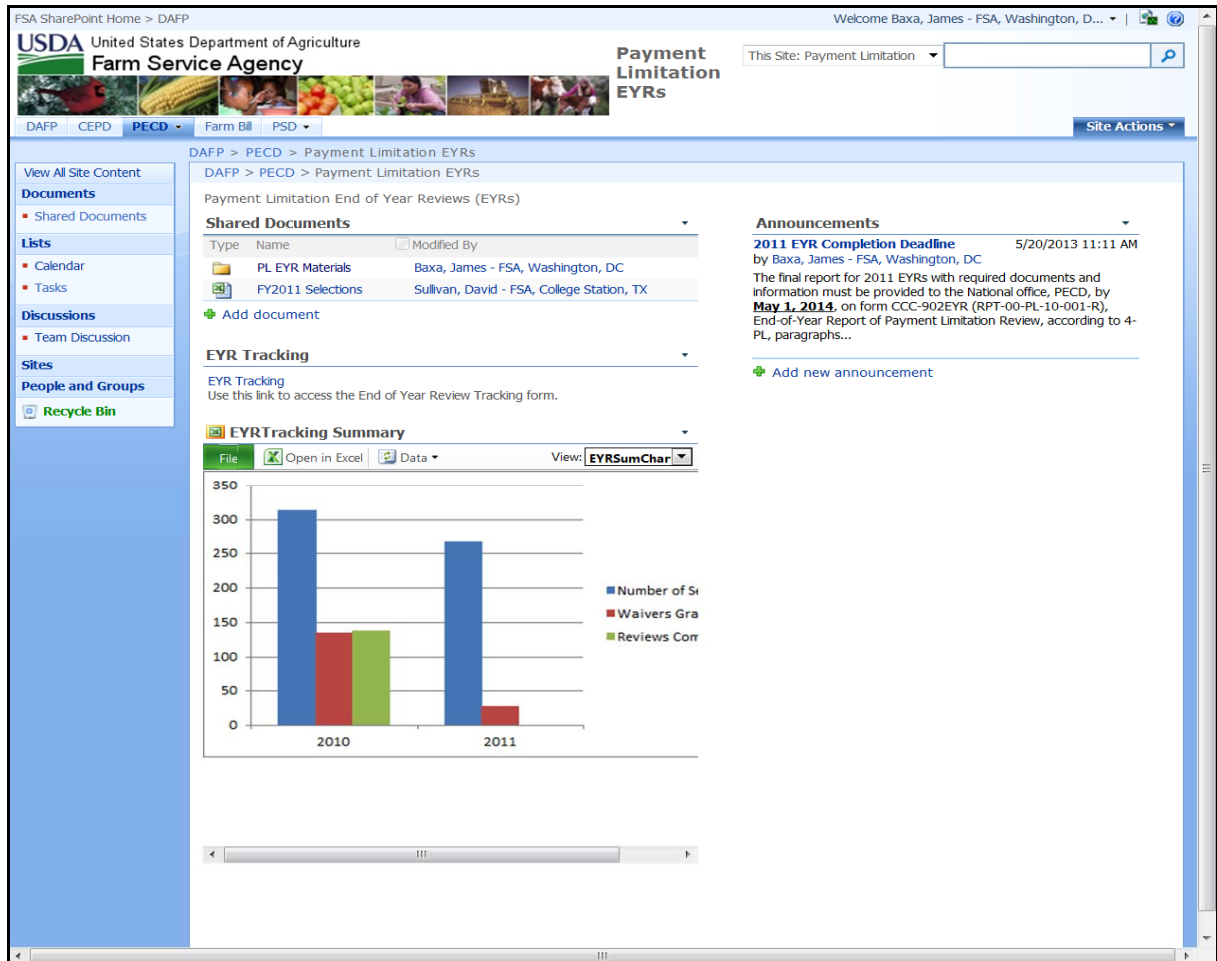 FSA SharePoint Home > DAFP
Welcome Baxa, James - FSA, Washington, D... |
USDA United States Department of Agriculture
Farm Service Agency
Payment
Limitation
EYRs
This Site: Payment Limitation
DAFP CEPD PECD Farm Bill PSD
Site Actions
DAFP > PECD > Payment Limitation EYRs
View All Site Content
Documents
Shared Documents
Lists
Calendar
Tasks
Discussions
Team Discussion
Sites
People and Groups
Recycle Bin
DAFP > PECD > Payment Limitation EYRs
Payment Limitation End of Year Reviews (EYRs)
Shared Documents
Type Name Modified By
PL EYR Materials Baxa, James - FSA, Washington, DC
FY2011 Selections Sullivan, David - FSA, College Station, TX
Add document
EYR Tracking
EYR Tracking
Use this link to access the End of Year Review Tracking form.
EYRTracking Summary
File Open in Excel Data View: EYRSumChar
350
300
250
200
150
100
50
0
2010 2011
Number of Se
Waivers Gra
Reviews Com
Announcements
2011 EYR Completion Deadline 5/20/2013 11:11 AM
by Baxa, James - FSA, Washington, DC
The final report for 2011 EYRs with required documents and
information must be provided to the National office, PECD, by
May 1, 2014, on form CCC-902EYR (RPT-00-PL-10-001-R),
End-of-Year Report of Payment Limitation Review, according to 4-
PL, paragraphs...
Add new announcement